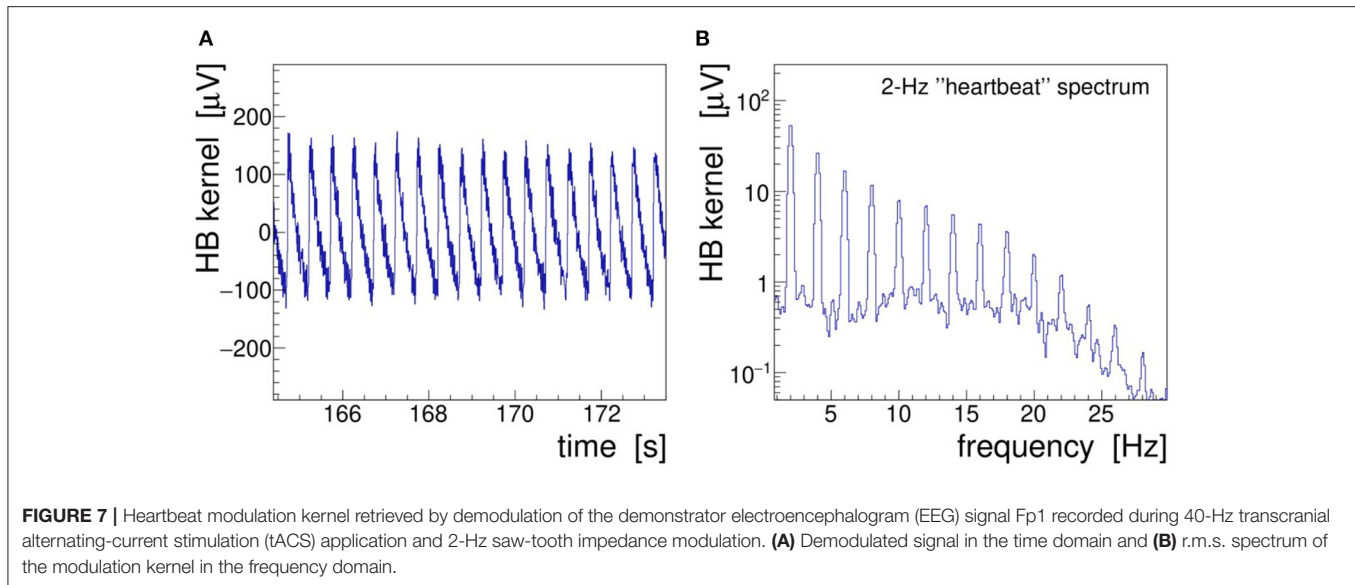 A
HB kernel [μV]
200
100
0
−100
−200
166
168
170
172
time [s]
B
2-Hz "heartbeat" spectrum
HB kernel [μV]
10²
10
1
10⁻¹
5
10
15
20
25
frequency [Hz]
FIGURE 7 | Heartbeat modulation kernel retrieved by demodulation of the demonstrator electroencephalogram (EEG) signal Fp1 recorded during 40-Hz transcranial
alternating-current stimulation (tACS) application and 2-Hz saw-tooth impedance modulation. (A) Demodulated signal in the time domain and (B) r.m.s. spectrum of
the modulation kernel in the frequency domain.